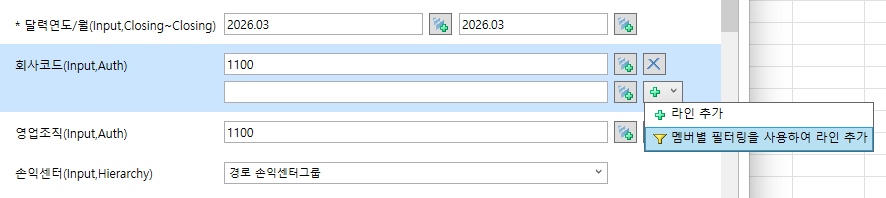 * 달력연도/월(Input,Closing~Closing) 2026.03 2026.03
회사코드(Input,Auth) 1100
라인 추가
영업조직(Input,Auth) 1100
멤버별 필터링을 사용하여 라인 추가
손익센터(Input,Hierarchy) 경로 손익센터그룹